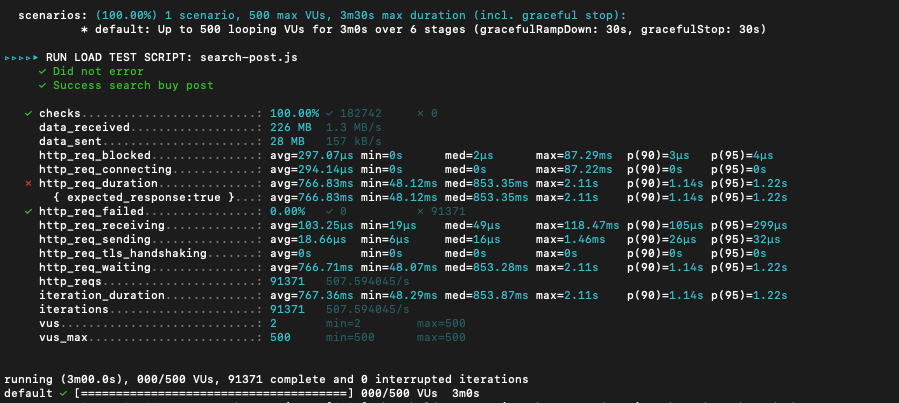 scenarios: (100.00%) 1 scenario, 500 max VUs, 3m30s max duration (incl. graceful stop):
* default: Up to 500 looping VUs for 3m0s over 6 stages (gracefulRampDown: 30s, gracefulStop: 30s)
▹▹▹▹▸ RUN LOAD TEST SCRIPT: search-post.js
✓ Did not error
✓ Success search buy post
✓ checks.........................: 100.00% ✓ 182742 ✗ 0
data_received..................: 226 MB 1.3 MB/s
data_sent......................: 28 MB 157 kB/s
http_req_blocked...............: avg=297.07µs min=0s med=2µs max=87.29ms p(90)=3µs p(95)=4µs
http_req_connecting............: avg=294.14µs min=0s med=0s max=87.22ms p(90)=0s p(95)=0s
✗ http_req_duration..............: avg=766.83ms min=48.12ms med=853.35ms max=2.11s p(90)=1.14s p(95)=1.22s
{ expected_response:true }...: avg=766.83ms min=48.12ms med=853.35ms max=2.11s p(90)=1.14s p(95)=1.22s
✓ http_req_failed................: 0.00% ✓ 0 ✗ 91371
http_req_receiving.............: avg=103.25µs min=19µs med=49µs max=118.47ms p(90)=105µs p(95)=299µs
http_req_sending...............: avg=18.66µs min=6µs med=16µs max=1.46ms p(90)=26µs p(95)=32µs
http_req_tls_handshaking.......: avg=0s min=0s med=0s max=0s p(90)=0s p(95)=0s
http_req_waiting...............: avg=766.71ms min=48.07ms med=853.28ms max=2.11s p(90)=1.14s p(95)=1.22s
http_reqs......................: 91371 507.594045/s
iteration_duration.............: avg=767.36ms min=48.29ms med=853.87ms max=2.11s p(90)=1.14s p(95)=1.22s
iterations.....................: 91371 507.594045/s
vus............................: 2 min=2 max=500
vus_max........................: 500 min=500 max=500
running (3m00.0s), 000/500 VUs, 91371 complete and 0 interrupted iterations
default ✓ [======================================] 000/500 VUs 3m0s